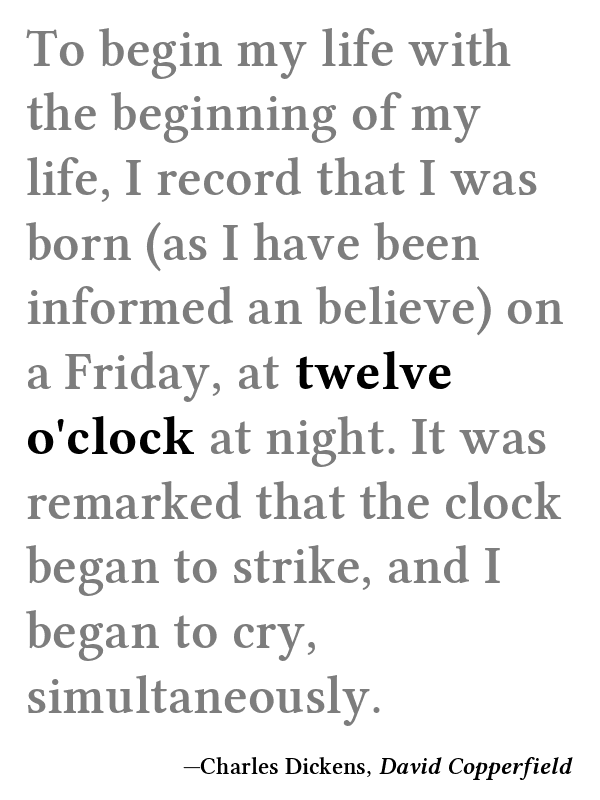 To begin my life with
the beginning of my
life, I record that I was
born (as I have been
informed an believe) on
a Friday, at twelve
o'clock at night. It was
remarked that the clock
began to strike, and I
began to cry,
simultaneously.
—Charles Dickens, David Copperfield